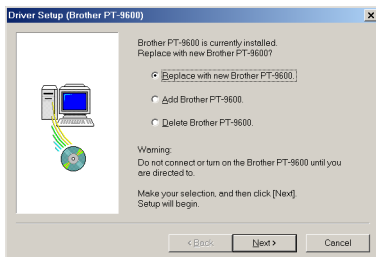 Driver Setup (Brother PT-9600)
Brother PT-9600 is currently installed.
Replace with new Brother PT-9600?
Replace with new Brother PT-9600.
Add Brother PT-9600.
Delete Brother PT-9600.
Warning:
Do not connect or turn on the Brother PT-9600 until you
are directed to.
Make your selection, and then click [Next].
Setup will begin.
< Back
Next >
Cancel